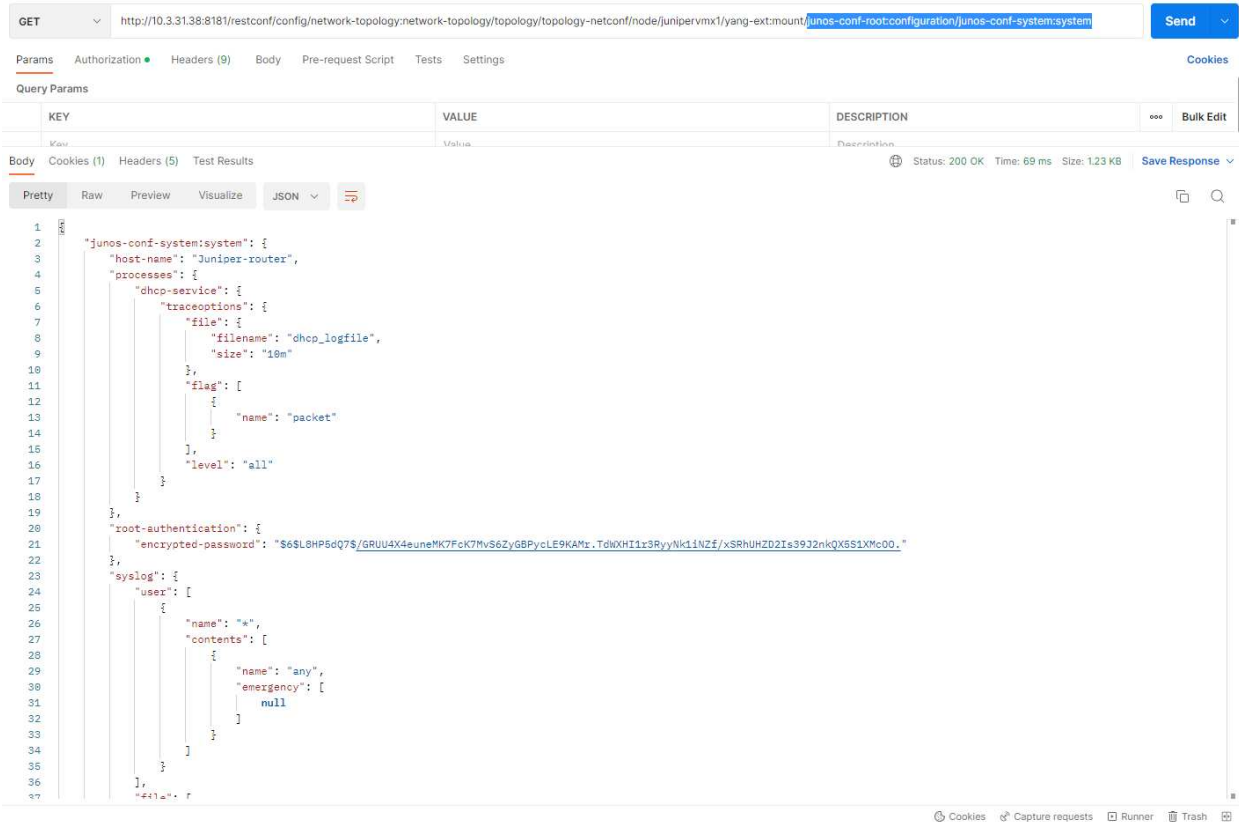 GET http://10.3.31.38:8181/restconf/config/network-topology:network-topology/topology/topology-netconf/node/junipervmx1/yang-ext:mount/junos-conf-root:configuration/junos-conf-system:system Send
Params Authorization Headers (9) Body Pre-request Script Tests Settings Cookies
Query Params
KEY VALUE DESCRIPTION ooo Bulk Edit
Key Value Description
Body Cookies (1) Headers (5) Test Results Status: 200 OK Time: 69 ms Size: 1.23 KB Save Response
Pretty Raw Preview Visualize JSON
1 {
2 "junos-conf-system:system": {
3 "host-name": "Juniper-router",
4 "processes": {
5 "dhcp-service": {
6 "traceoptions": {
7 "file": {
8 "filename": "dhcp_logfile",
9 "size": "10m"
10 },
11 "flag": [
12 {
13 "name": "packet"
14 }
15 ],
16 "level": "all"
17 }
18 }
19 },
20 "root-authentication": {
21 "encrypted-password": "$6$L8HP5dQ7$/GRUU4X4euneMK7FcK7MvS6ZyGBPycLE9KAMr.TdWXHI1r3RyyNk1iNZf/xSRhUHZD2Is39J2nkQX5S1XMcO0."
22 },
23 "syslog": {
24 "user": [
25 {
26 "name": "*",
27 "contents": [
28 {
29 "name": "any",
30 "emergency": [
31 null
32 ]
33 }
34 ]
35 }
36 ],
37 "file": [
Cookies Capture requests Runner Trash